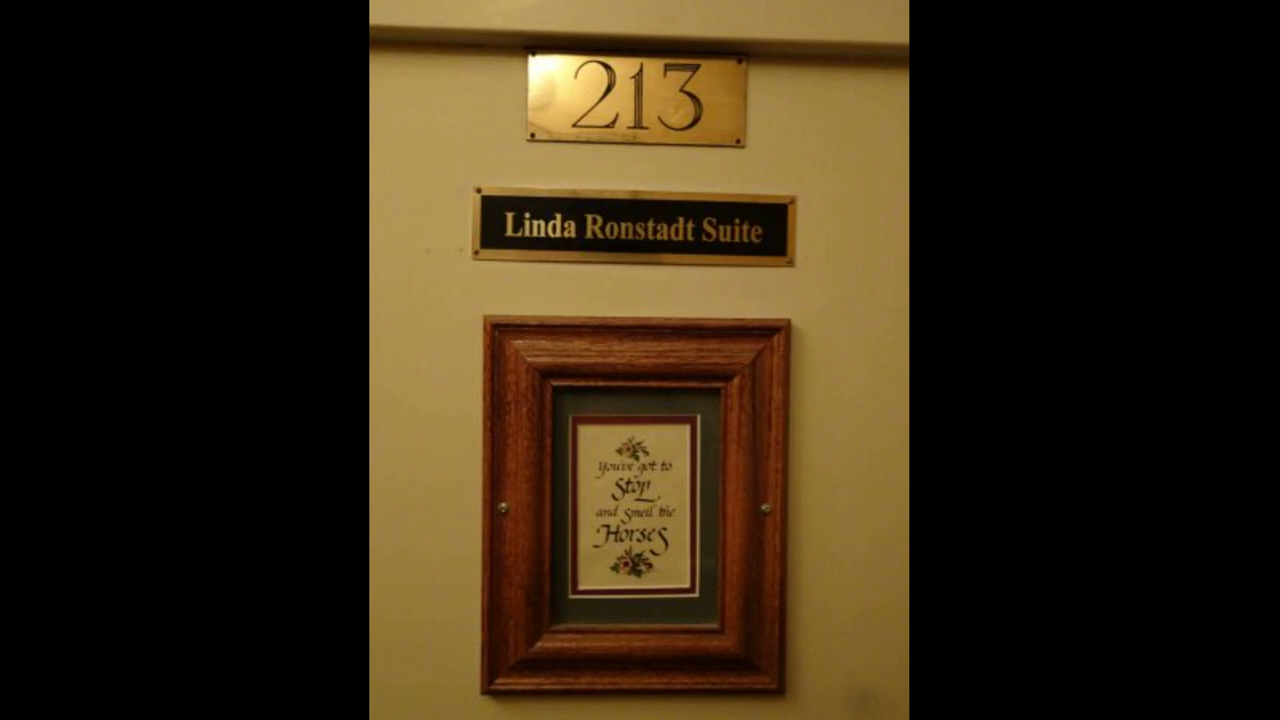 213
Linda Ronstadt Suite
You've got to
Stop
and smell the
Horses